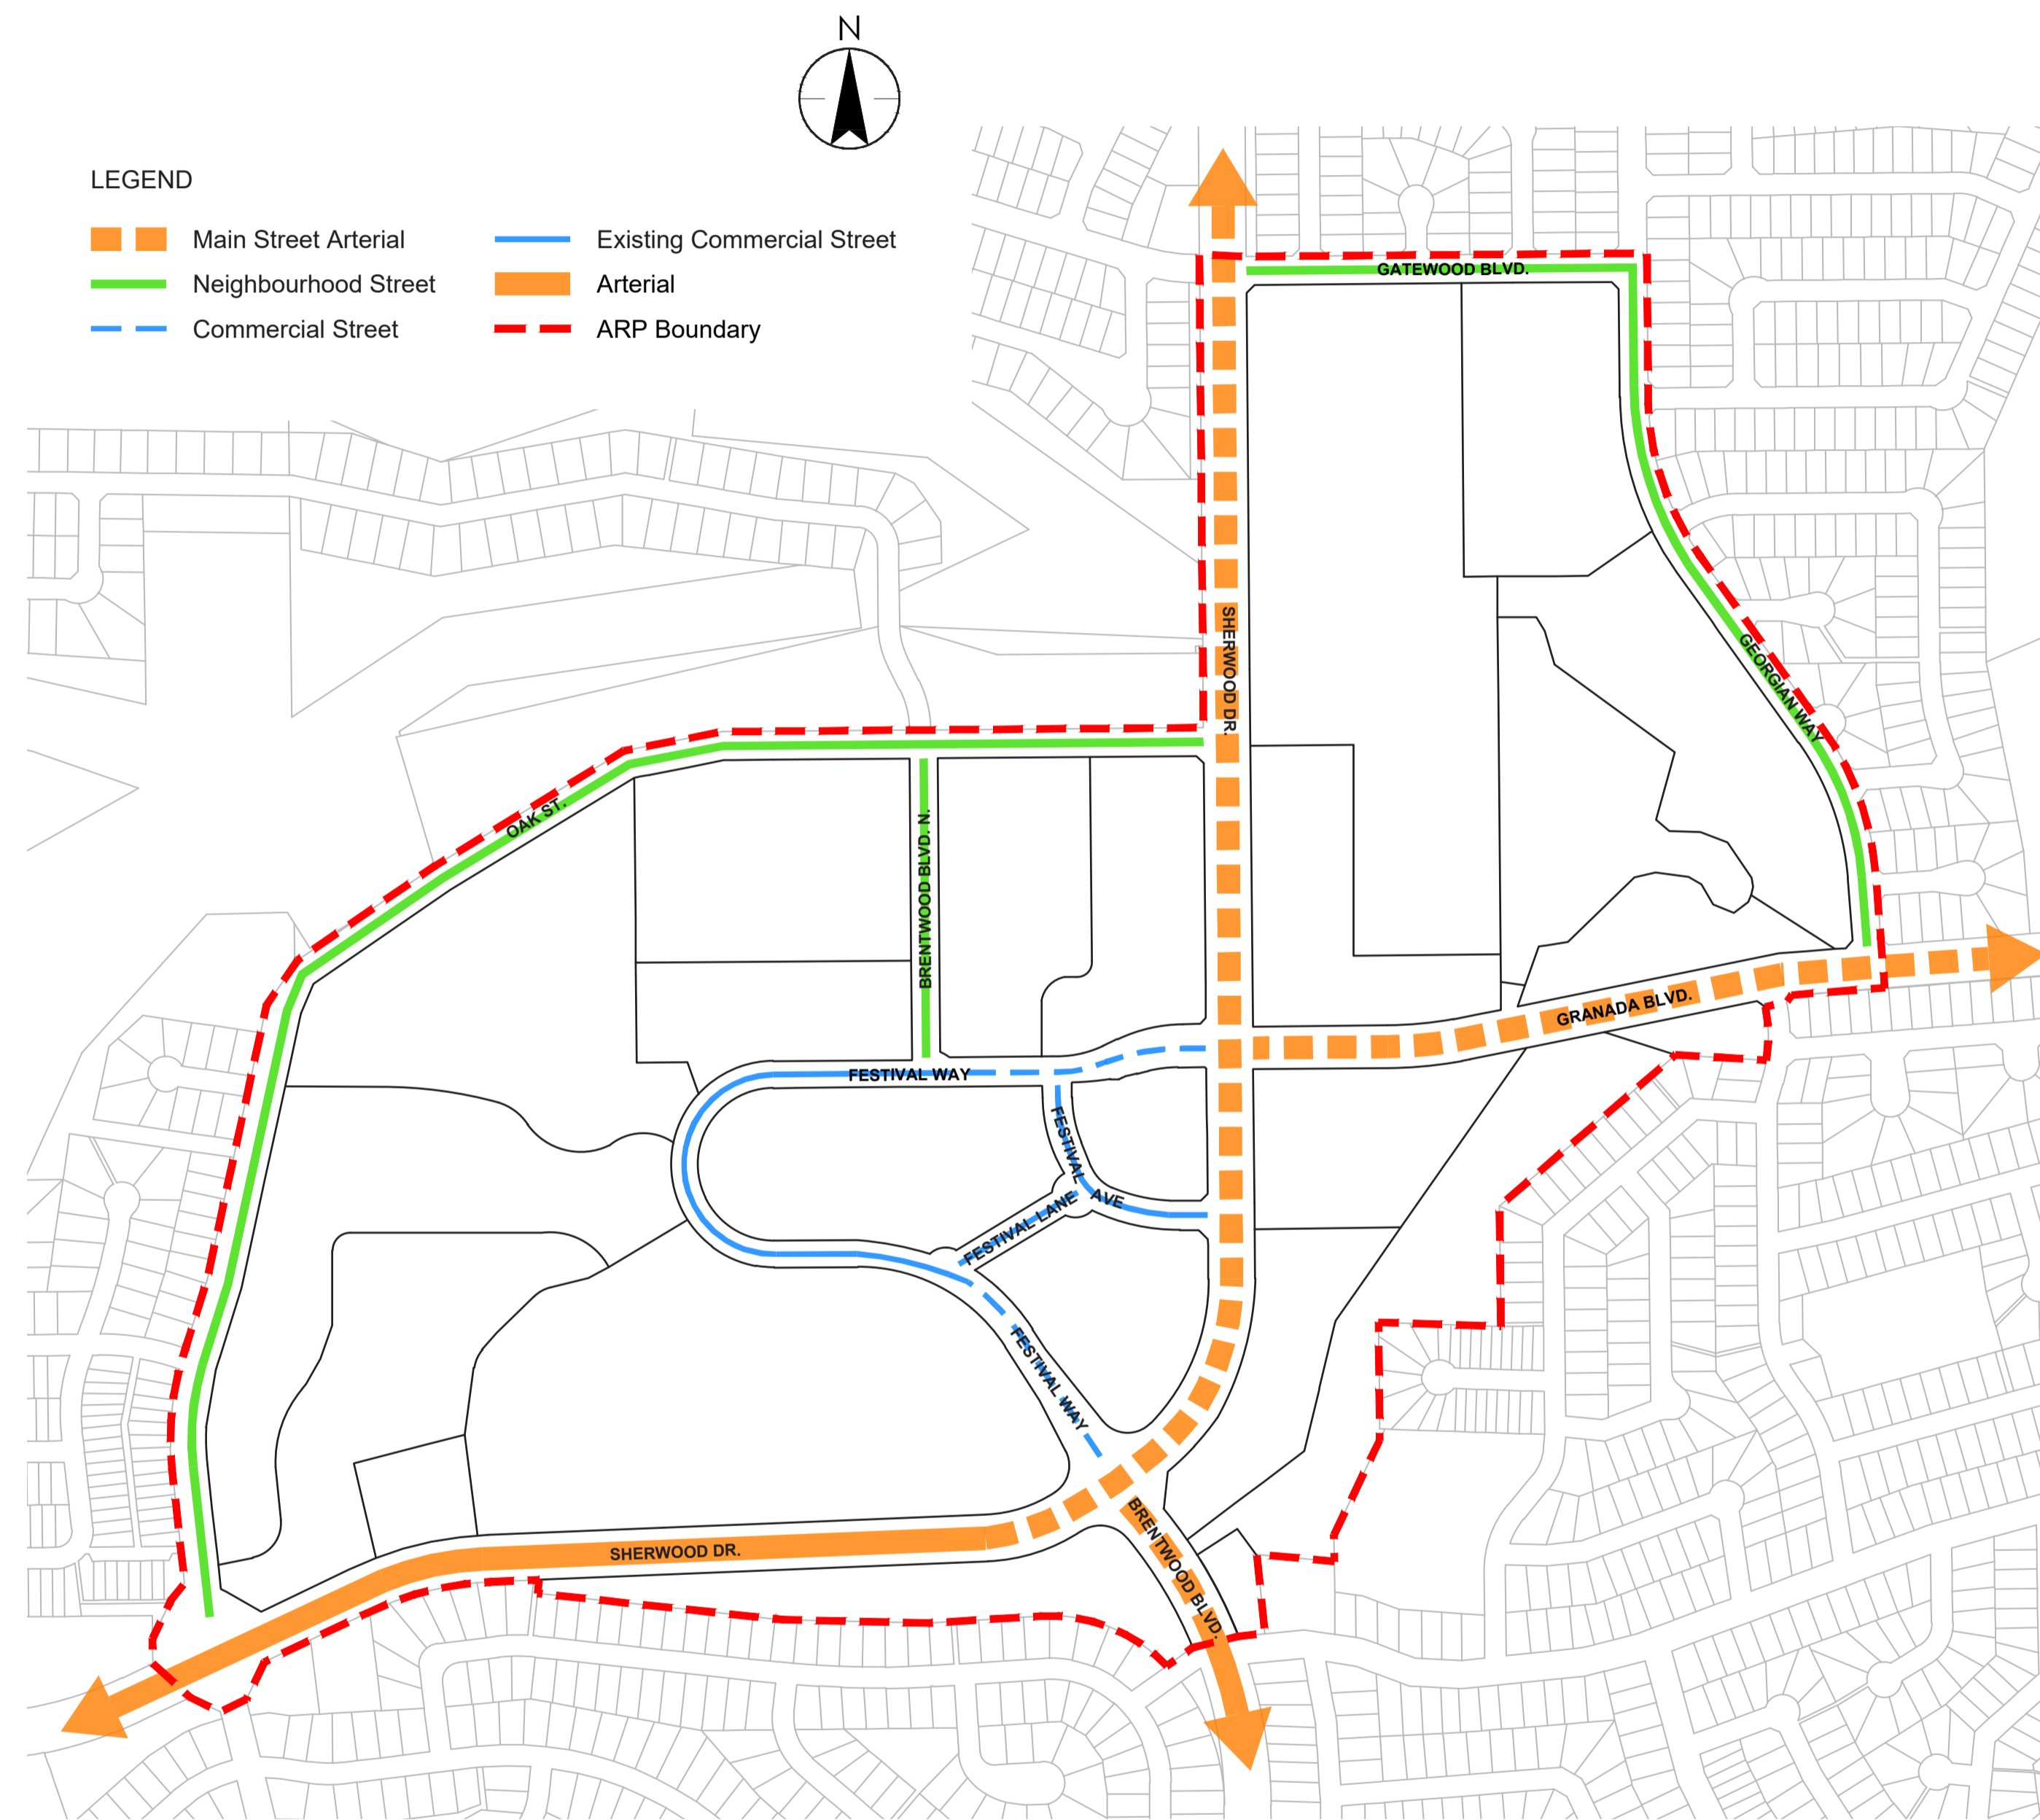 N
LEGEND
Main Street Arterial
Existing Commercial Street
Neighbourhood Street
Arterial
Commercial Street
ARP Boundary
GATEWOOD BLVD.
SHERWOOD DR.
GEORGIAN WAY
OAK ST.
BRENTWOOD BLVD. N.
GRANADA BLVD.
FESTIVAL WAY
FESTIVAL AVE
FESTIVAL LANE
FESTIVAL WAY
SHERWOOD DR.
BRENTWOOD BLVD.